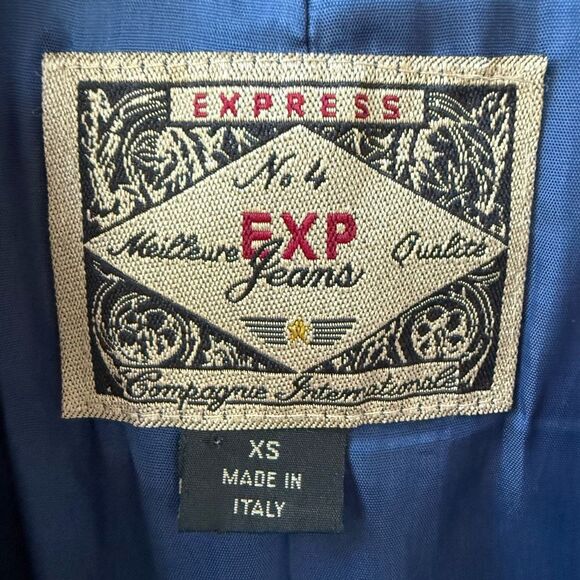 EXPRESS
No 4
EXP
Meilleure Jeans Qualité
Compagnie Internationale
XS
MADE IN
ITALY